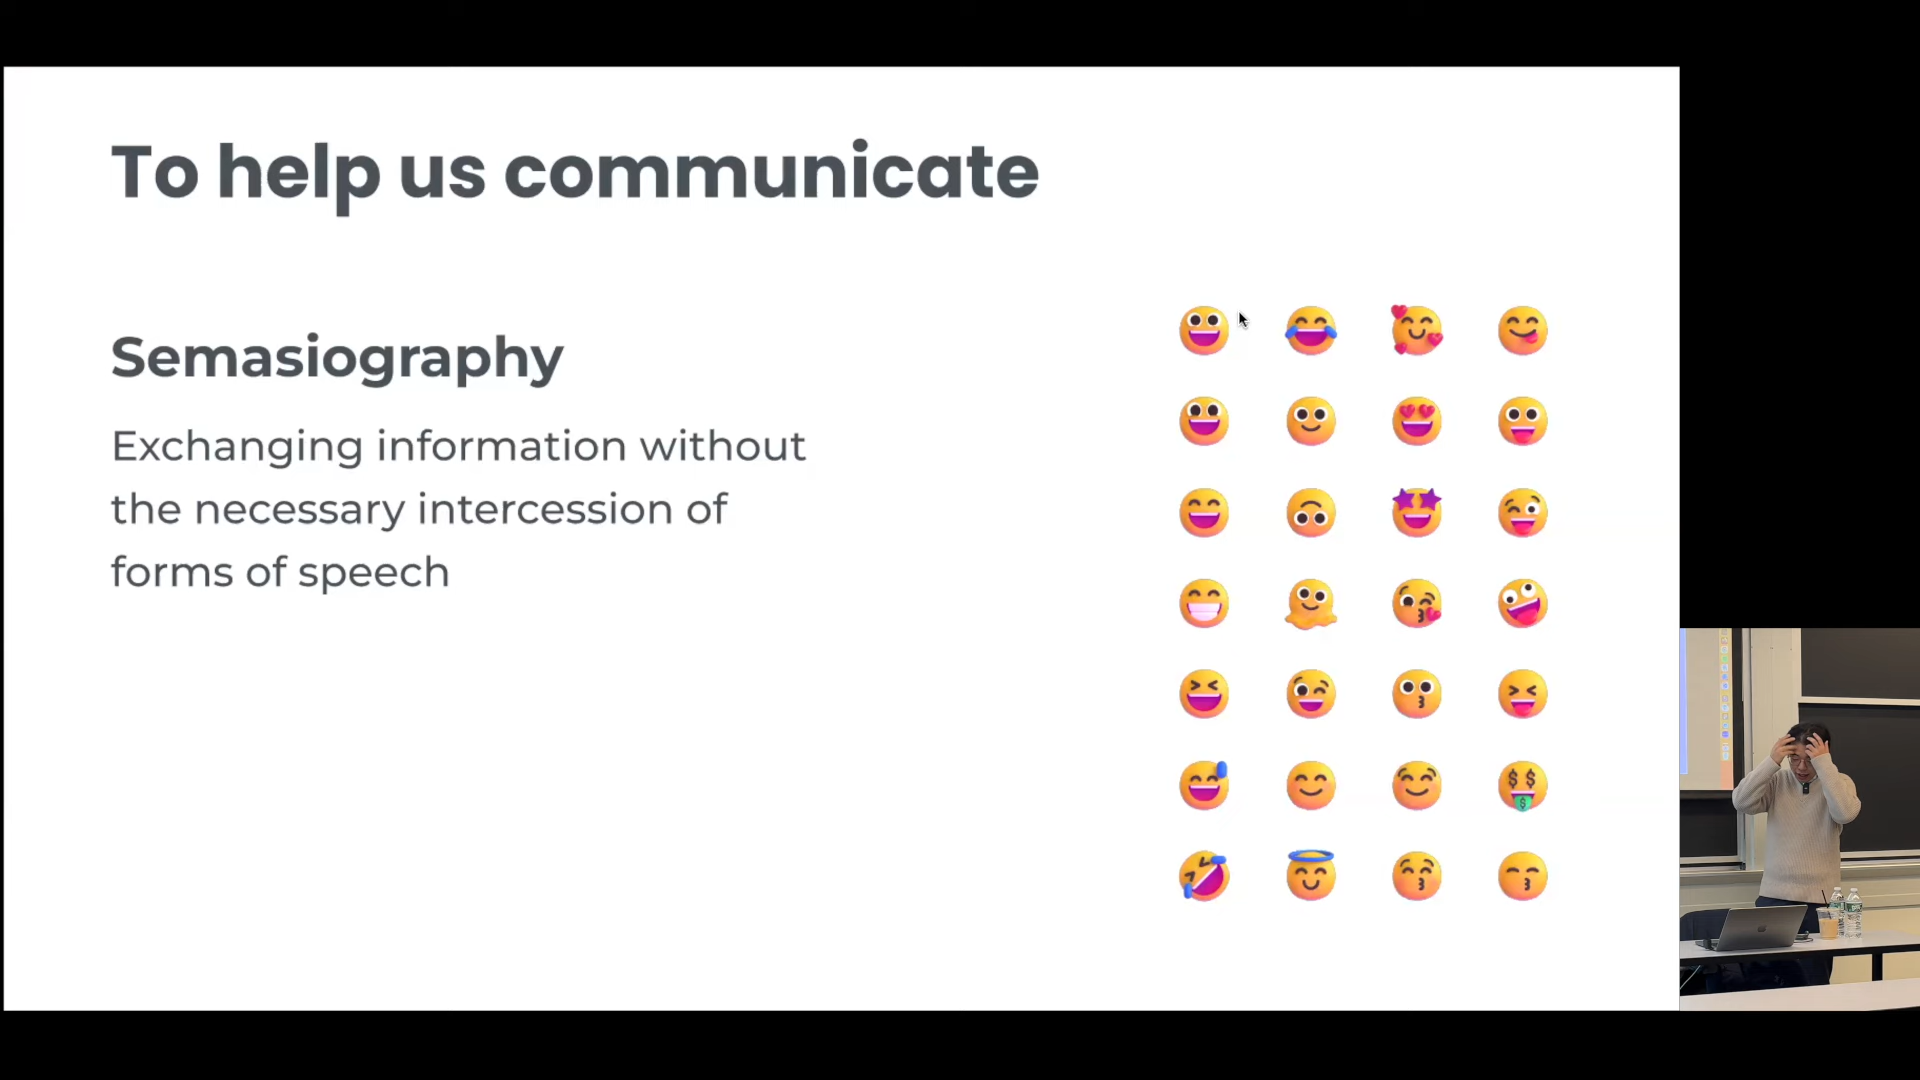 To help us communicate
Semasiography
Exchanging information without
the necessary intercession of
forms of speech